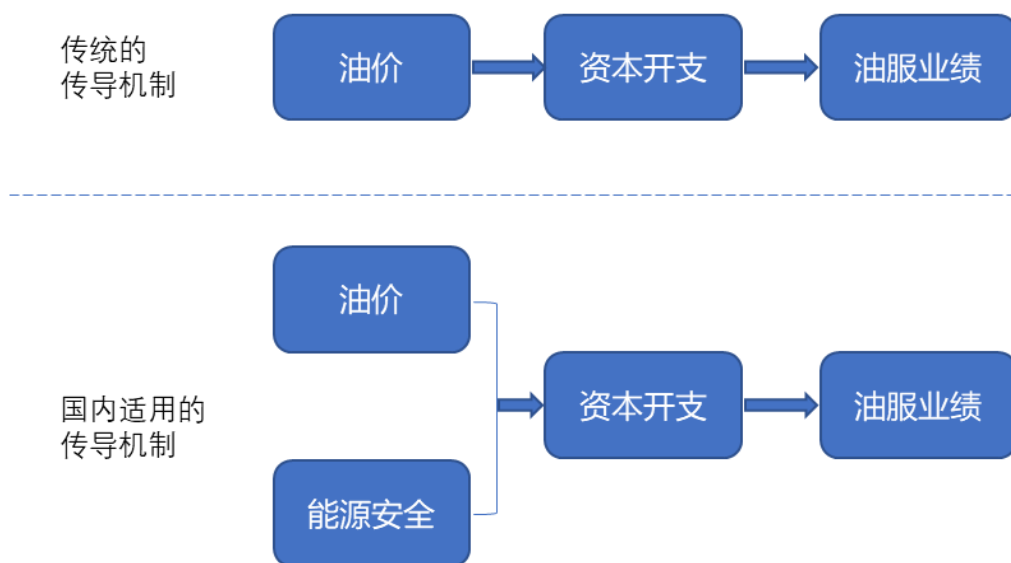 传统的
传导机制
油价
资本开支
油服业绩
油价
国内适用的
传导机制
资本开支
油服业绩
能源安全